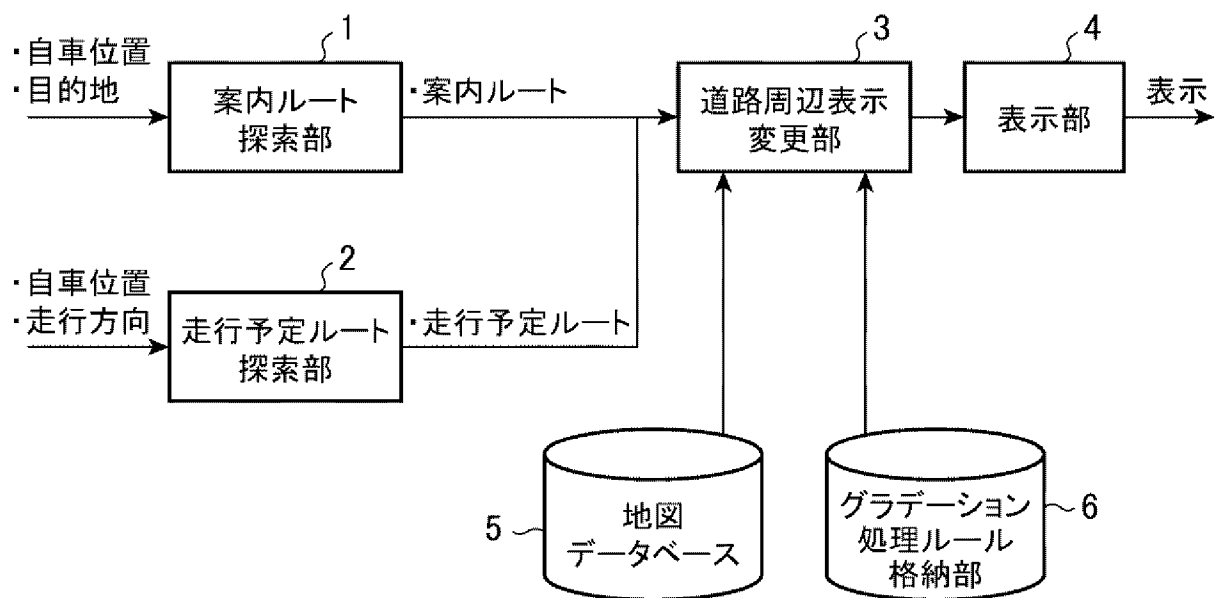 1
・自車位置
・目的地
案内ルート
探索部
・案内ルート
3
道路周辺表示
変更部
4
表示部
表示
2
・自車位置
・走行方向
走行予定ルート
探索部
・走行予定ルート
5
地図
データベース
グラデーション
処理ルール
格納部
6